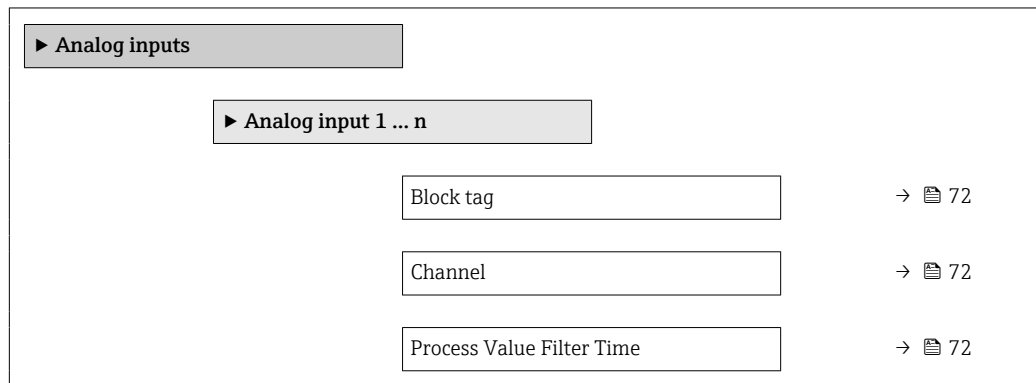 ▶ Analog inputs
▶ Analog input 1 … n
Block tag → 72
Channel → 72
Process Value Filter Time → 72